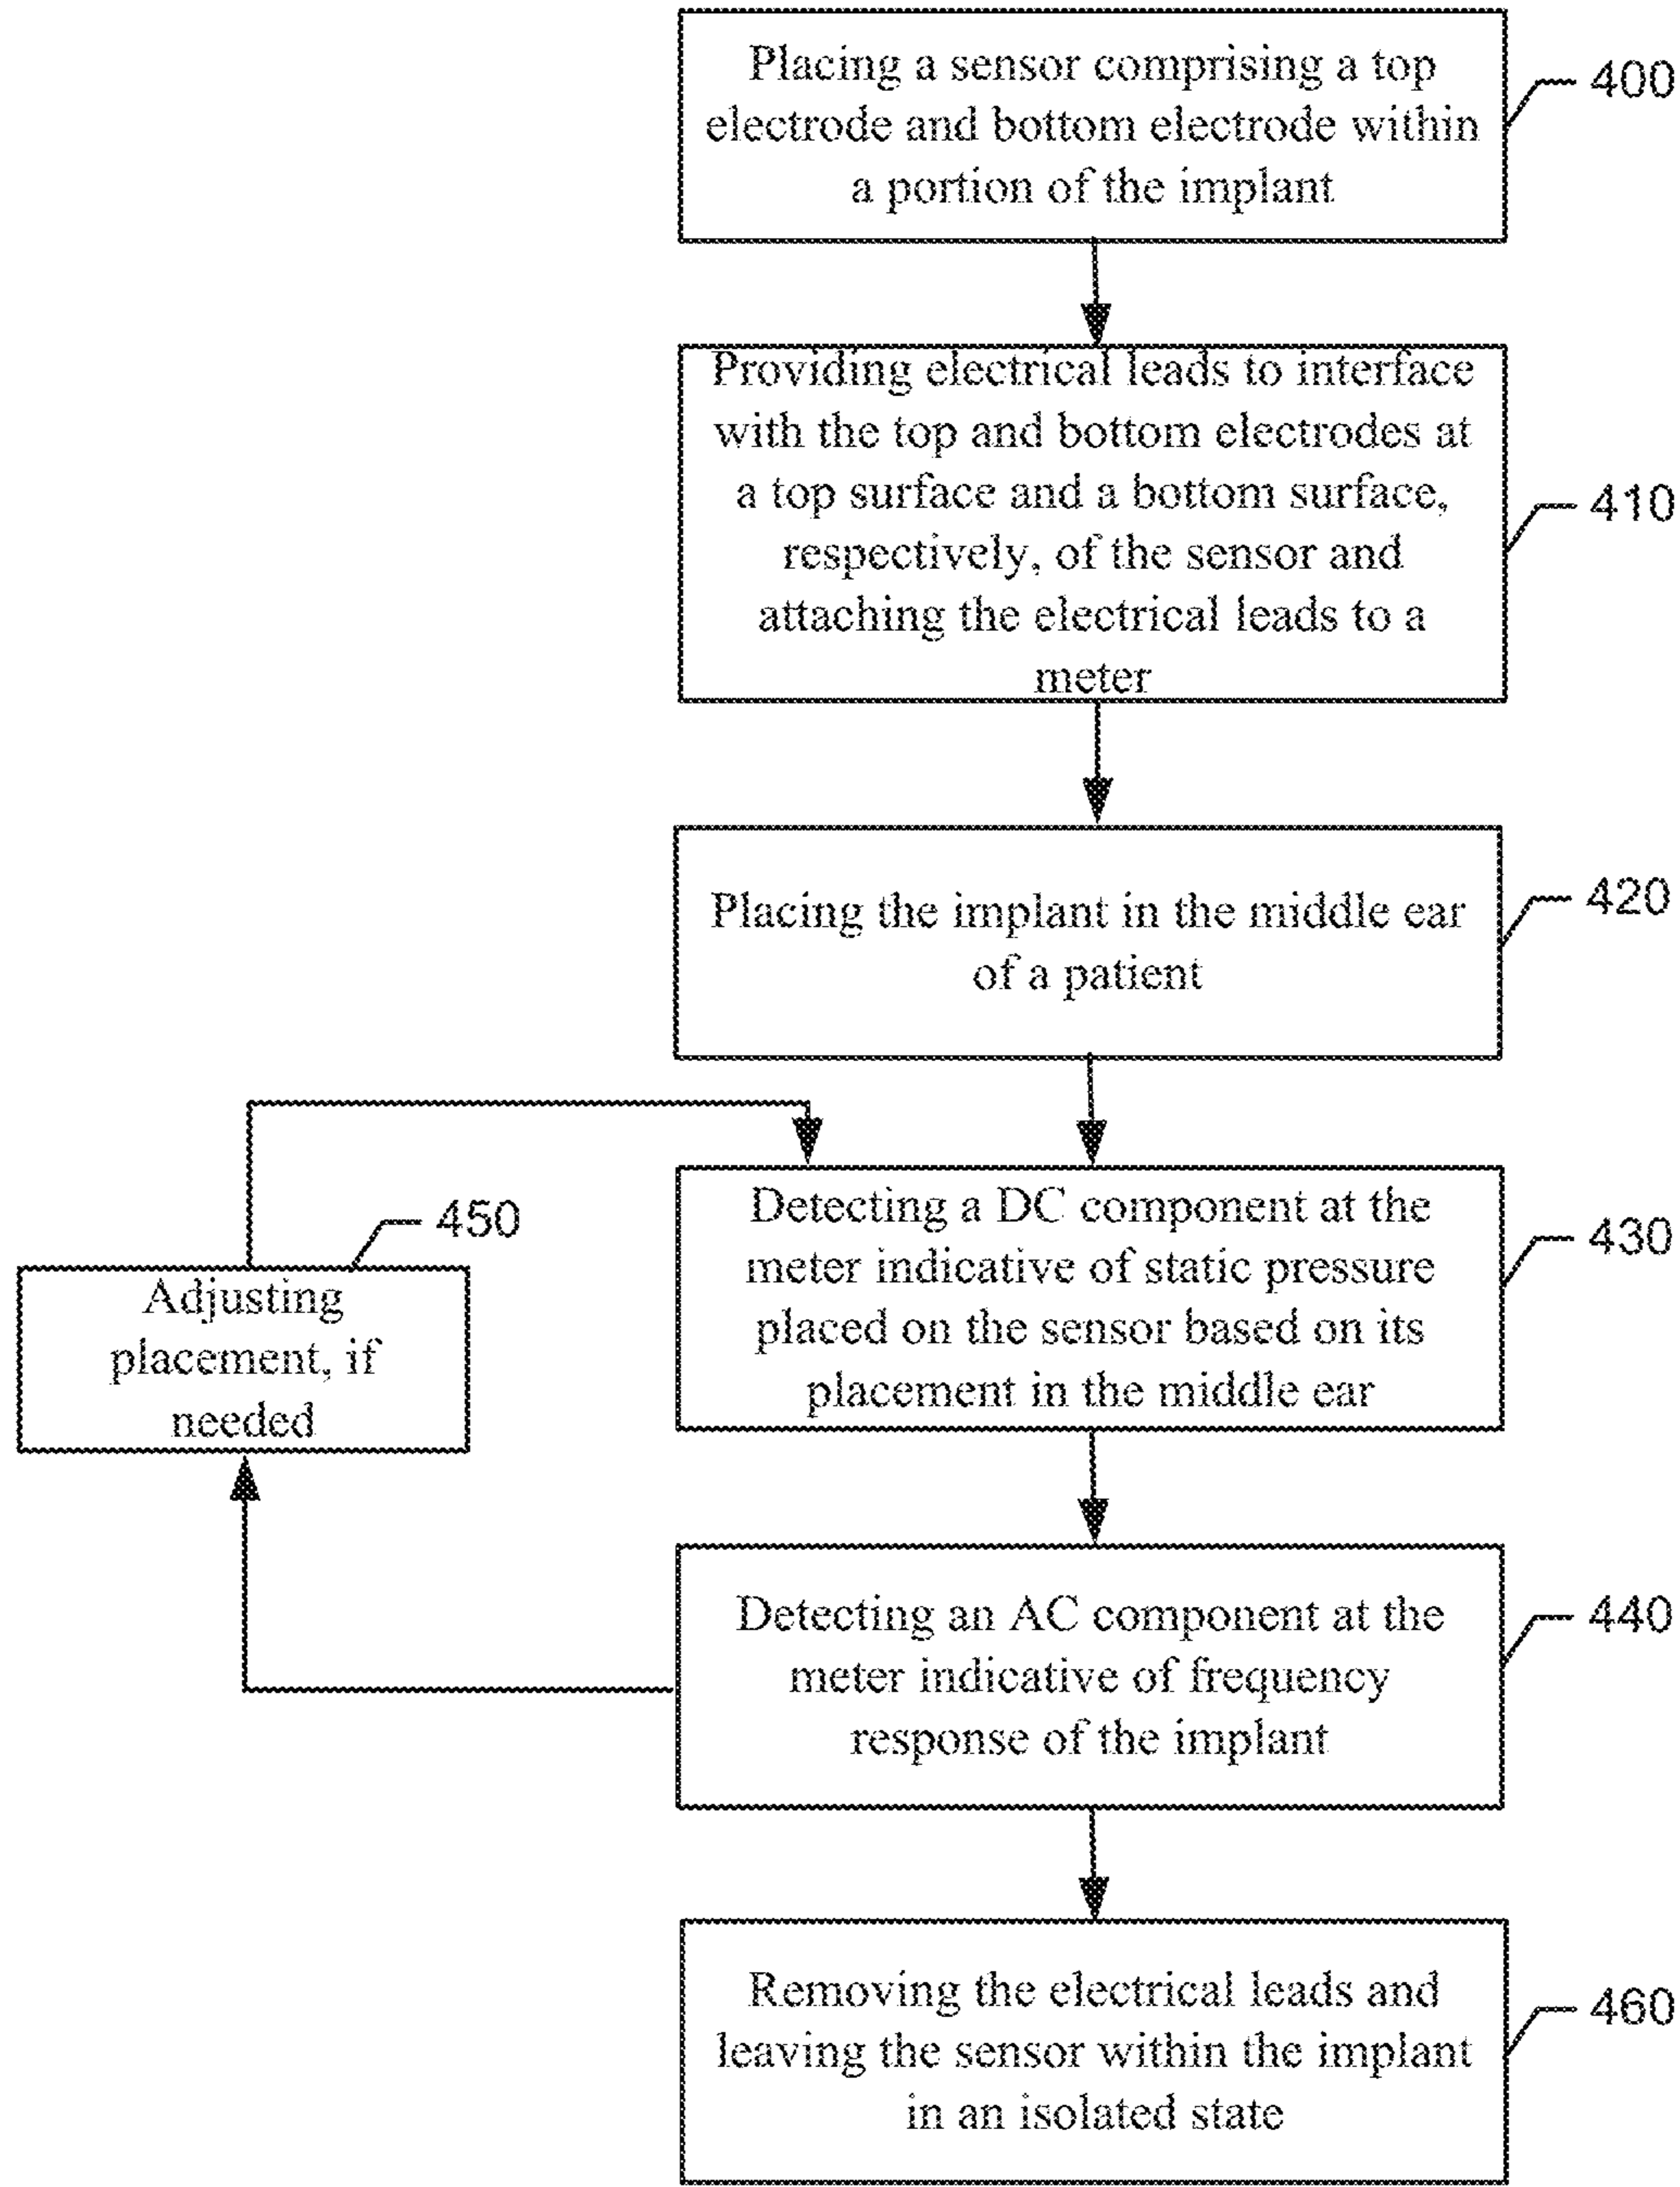 Placing a sensor comprising a top
electrode and bottom electrode within
a portion of the implant
400
Providing electrical leads to interface
with the top and bottom electrodes at
a top surface and a bottom surface,
respectively, of the sensor and
attaching the electrical leads to a
meter
410
Placing the implant in the middle ear
of a patient
420
Detecting a DC component at the
meter indicative of static pressure
placed on the sensor based on its
placement in the middle ear
430
450
Adjusting
placement, if
needed
Detecting an AC component at the
meter indicative of frequency
response of the implant
440
Removing the electrical leads and
leaving the sensor within the implant
in an isolated state
460